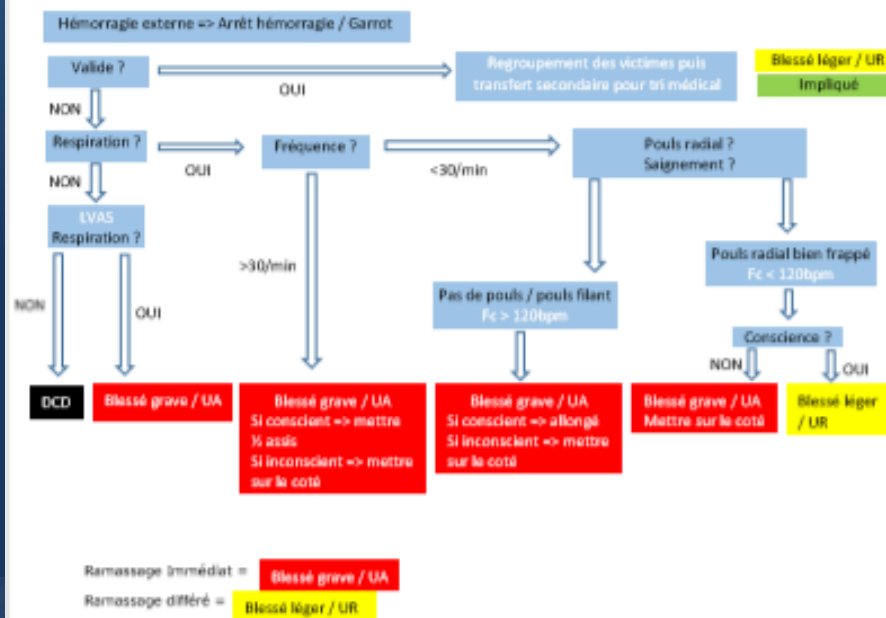 Hémorragie externe => Arrêt hémorragie / Garrot
Valide ?
OUI
Regroupement des victimes puis
transfert secondaire pour tri médical
Blessé léger / UR
Impliqué
NON
Respiration ?
OUI
Fréquence ?
<30/min
Pouls radial ?
Saignement ?
NON
LVAS
Respiration ?
>30/min
Pouls radial bien frappé
Fc < 120bpm
NON
OUI
Pas de pouls / pouls filant
Fc > 120bpm
Conscience ?
NON
OUI
DCD
Blessé grave / UA
Blessé grave / UA
Si conscient => mettre
½ assis
Si inconscient => mettre
sur le coté
Blessé grave / UA
Si conscient => allongé
Si inconscient => mettre
sur le coté
Blessé grave / UA
Mettre sur le coté
Blessé léger
/ UR
Ramassage Immédiat =
Blessé grave / UA
Ramassage différé =
Blessé léger / UR